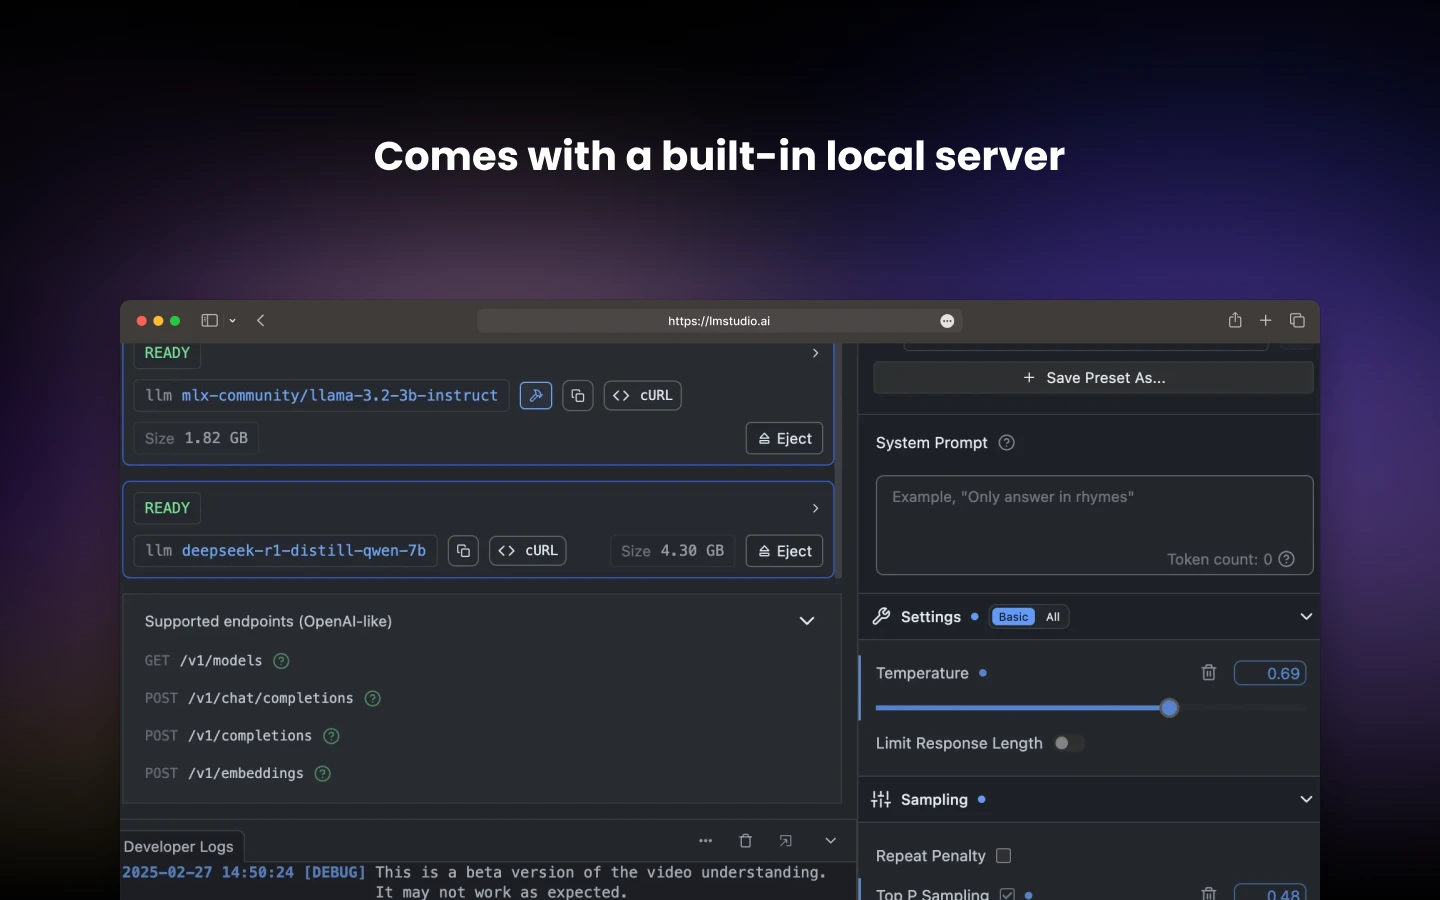 Comes with a built-in local server
https://lmstudio.ai
READY
llm mlx-community/llama-3.2-3b-instruct
cURL
Size 1.82 GB
Eject
READY
llm deepseek-r1-distill-qwen-7b
cURL
Size 4.30 GB
Eject
Supported endpoints (OpenAI-like)
GET /v1/models
POST /v1/chat/completions
POST /v1/completions
POST /v1/embeddings
Developer Logs
2025-02-27 14:50:24 [DEBUG] This is a beta version of the video understanding.
It may not work as expected.
+ Save Preset As...
System Prompt
Example, "Only answer in rhymes"
Token count: 0
Settings Basic All
Temperature 0.69
Limit Response Length
Sampling
Repeat Penalty
Top P Sampling 0.48